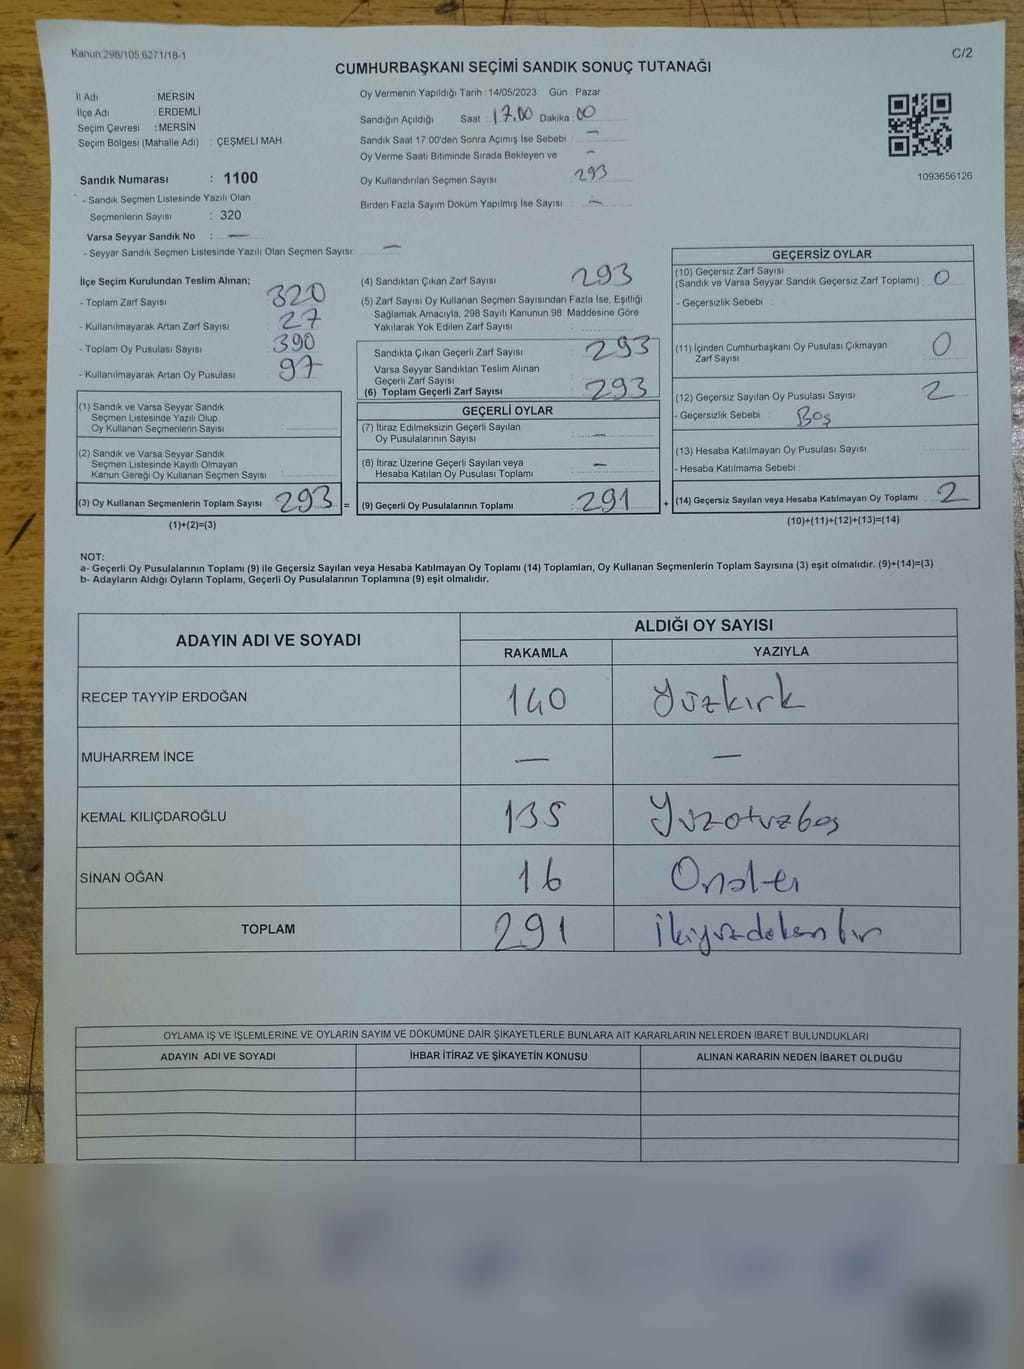 Kanun:298/105,6271/18-1
C/2
CUMHURBAŞKANI SEÇİMİ SANDIK SONUÇ TUTANAĞI
İl Adı : MERSİN
İlçe Adı : ERDEMLİ
Seçim Çevresi : MERSİN
Seçim Bölgesi (Mahalle Adı) : ÇEŞMELİ MAH.
Sandık Numarası : 1100
- Sandık Seçmen Listesinde Yazılı Olan
Seçmenlerin Sayısı : 320
Varsa Seyyar Sandık No : —
- Seyyar Sandık Seçmen Listesinde Yazılı Olan Seçmen Sayısı: —
Oy Vermenin Yapıldığı Tarih : 14/05/2023 Gün : Pazar
Sandığın Açıldığı Saat : 17.00 Dakika : 00
Sandık Saat 17:00'den Sonra Açımış İse Sebebi : —
Oy Verme Saati Bitiminde Sırada Bekleyen ve —
Oy Kullandırılan Seçmen Sayısı : 293
Birden Fazla Sayım Döküm Yapılmış İse Sayısı : —
1093656126
İlçe Seçim Kurulundan Teslim Alınan;
- Toplam Zarf Sayısı : 320
- Kullanılmayarak Artan Zarf Sayısı : 27
- Toplam Oy Pusulası Sayısı : 390
- Kullanılmayarak Artan Oy Pusulası : 97
(1) Sandık ve Varsa Seyyar Sandık
Seçmen Listesinde Yazılı Olup
Oy Kullanan Seçmenlerin Sayısı :
(2) Sandık ve Varsa Seyyar Sandık
Seçmen Listesinde Kayıtlı Olmayan
Kanun Gereği Oy Kullanan Seçmen Sayısı :
(3) Oy Kullanan Seçmenlerin Toplam Sayısı 293 =
(1)+(2)=(3)
(4) Sandıktan Çıkan Zarf Sayısı 293
(5) Zarf Sayısı Oy Kullanan Seçmen Sayısından Fazla İse, Eşitliği
Sağlamak Amacıyla, 298 Sayılı Kanunun 98. Maddesine Göre
Yakılarak Yok Edilen Zarf Sayısı :
Sandıkta Çıkan Geçerli Zarf Sayısı : 293
Varsa Seyyar Sandıktan Teslim Alınan
Geçerli Zarf Sayısı :
(6) Toplam Geçerli Zarf Sayısı 293
GEÇERLİ OYLAR
(7) İtiraz Edilmeksizin Geçerli Sayılan
Oy Pusulalarının Sayısı : —
(8) İtiraz Üzerine Geçerli Sayılan veya
Hesaba Katılan Oy Pusulası Toplamı : —
(9) Geçerli Oy Pusulalarının Toplamı : 291 +
GEÇERSİZ OYLAR
(10) Geçersiz Zarf Sayısı
(Sandık ve Varsa Seyyar Sandık Geçersiz Zarf Toplamı) : 0
- Geçersizlik Sebebi :
(11) İçinden Cumhurbaşkanı Oy Pusulası Çıkmayan
Zarf Sayısı : 0
(12) Geçersiz Sayılan Oy Pusulası Sayısı 2
- Geçersizlik Sebebi : Boş
(13) Hesaba Katılmayan Oy Pusulası Sayısı
- Hesaba Katılmama Sebebi :
(14) Geçersiz Sayılan veya Hesaba Katılmayan Oy Toplamı : 2
(10)+(11)+(12)+(13)=(14)
NOT:
a- Geçerli Oy Pusulalarının Toplamı (9) ile Geçersiz Sayılan veya Hesaba Katılmayan Oy Toplamı (14) Toplamları, Oy Kullanan Seçmenlerin Toplam Sayısına (3) eşit olmalıdır. (9)+(14)=(3)
b- Adayların Aldığı Oyların Toplamı, Geçerli Oy Pusulalarının Toplamına (9) eşit olmalıdır.
ADAYIN ADI VE SOYADI ALDIĞI OY SAYISI
RAKAMLA YAZIYLA
RECEP TAYYİP ERDOĞAN 140 Yüzkırk
MUHARREM İNCE — —
KEMAL KILIÇDAROĞLU 135 Yüzotuzbeş
SİNAN OĞAN 16 Onaltı
TOPLAM 291 ikiyüzdoksan bir
OYLAMA İŞ VE İŞLEMLERİNE VE OYLARIN SAYIM VE DÖKÜMÜNE DAİR ŞİKAYETLERLE BUNLARA AİT KARARLARIN NELERDEN İBARET BULUNDUKLARI
ADAYIN ADI VE SOYADI İHBAR İTİRAZ VE ŞİKAYETİN KONUSU ALINAN KARARIN NEDEN İBARET OLDUĞU